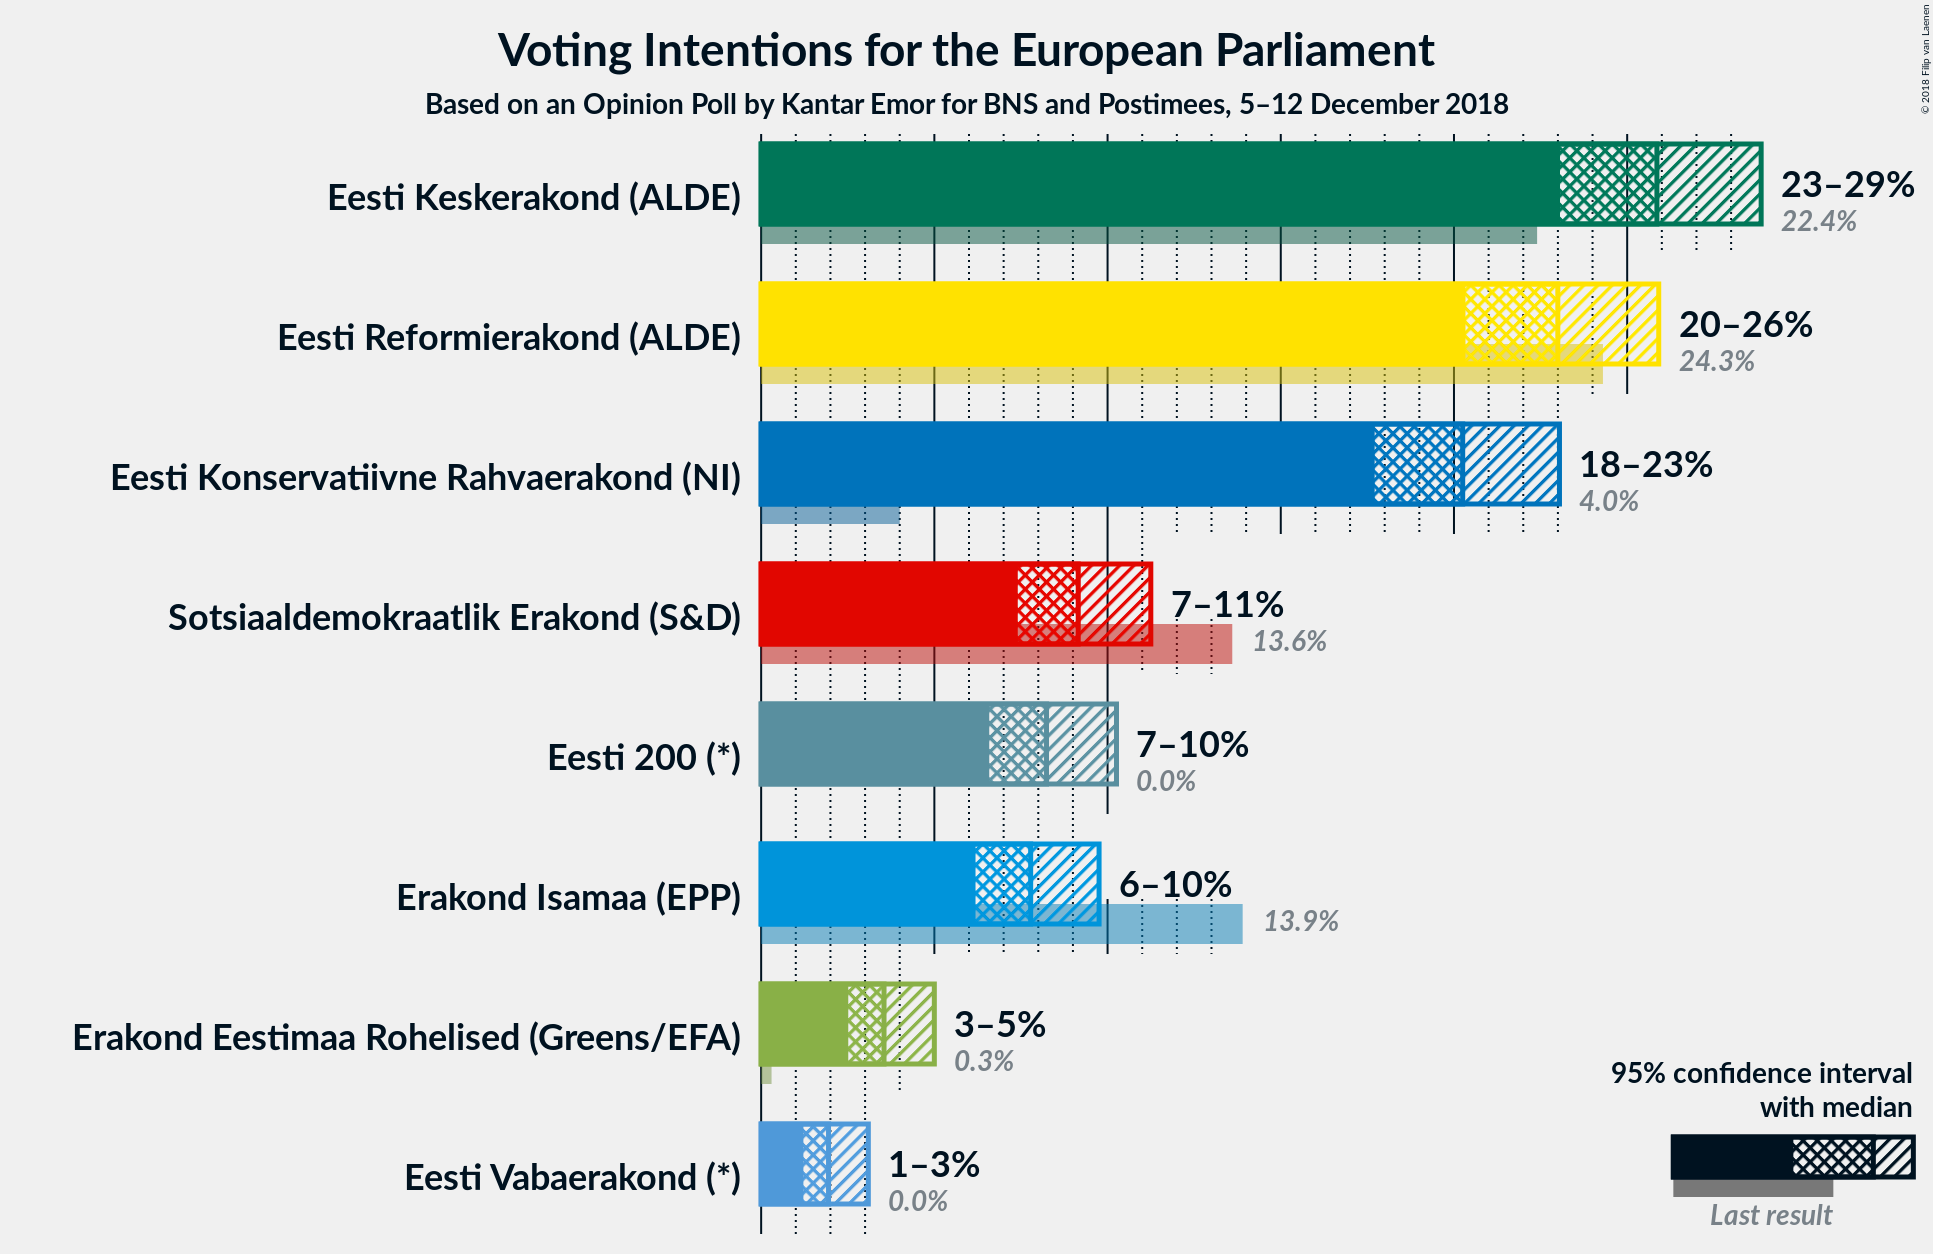 Voting Intentions for the European Parliament
Based on an Opinion Poll by Kantar Emor for BNS and Postimees, 5–12 December 2018
© 2018 Filip van Laenen
Eesti Keskerakond (ALDE)
23–29%
22.4%
Eesti Reformierakond (ALDE)
20–26%
24.3%
Eesti Konservatiivne Rahvaerakond (NI)
18–23%
4.0%
Sotsiaaldemokraatlik Erakond (S&D)
7–11%
13.6%
Eesti 200 (*)
7–10%
0.0%
Erakond Isamaa (EPP)
6–10%
13.9%
Erakond Eestimaa Rohelised (Greens/EFA)
3–5%
0.3%
Eesti Vabaerakond (*)
1–3%
0.0%
95% confidence interval
with median
Last result